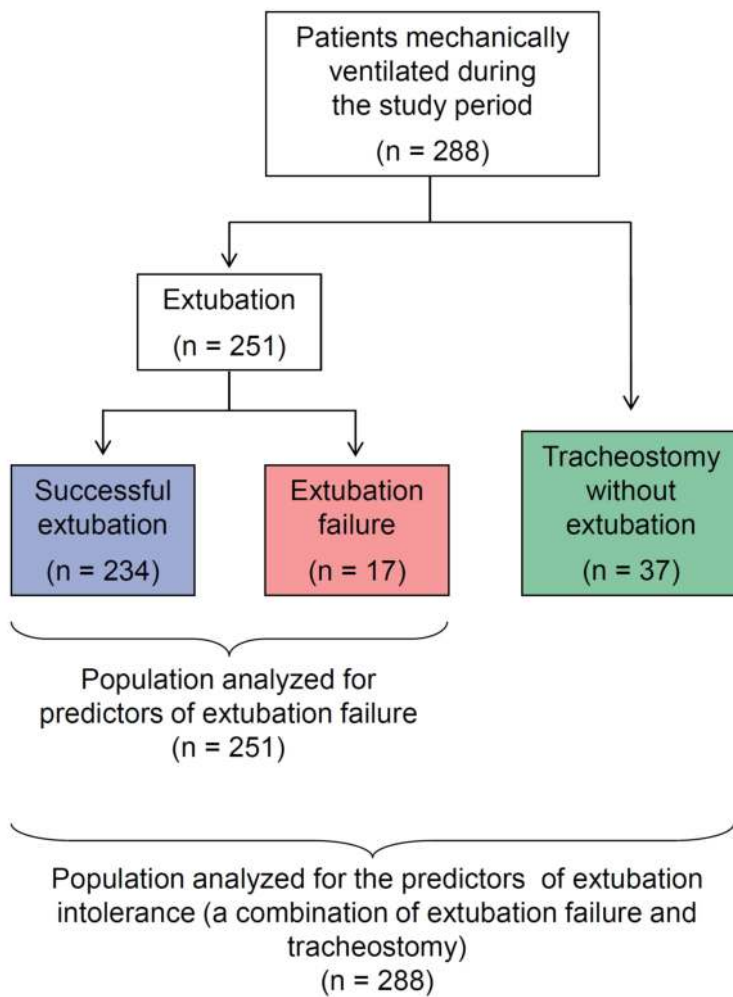 Patients mechanically
ventilated during
the study period
(n = 288)
Extubation
(n = 251)
Successful
extubation
(n = 234)
Extubation
failure
(n = 17)
Tracheostomy
without
extubation
(n = 37)
Population analyzed for
predictors of extubation failure
(n = 251)
Population analyzed for the predictors of extubation
intolerance (a combination of extubation failure and
tracheostomy)
(n = 288)